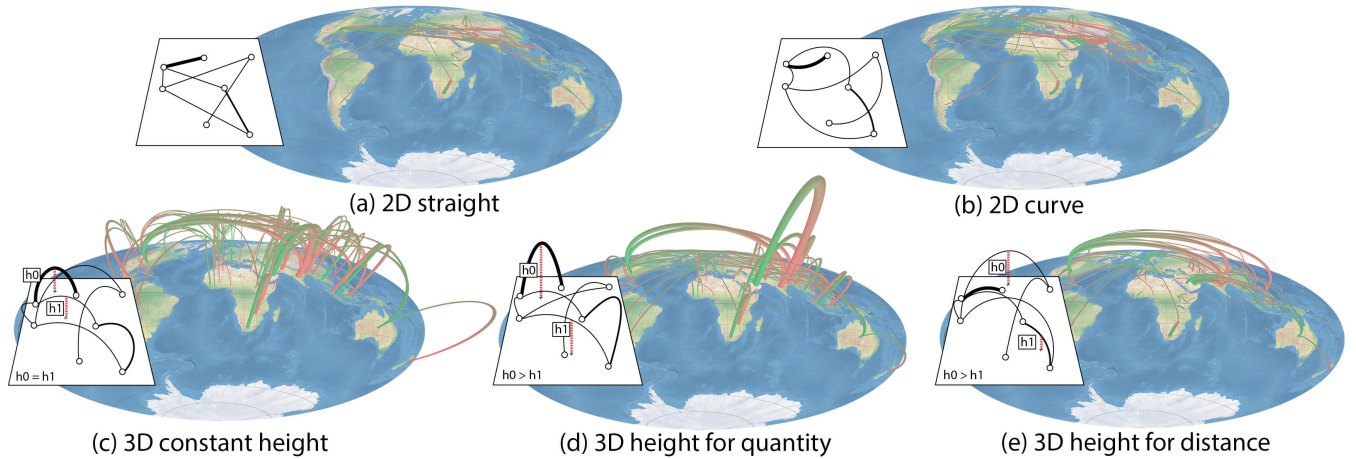 (a) 2D straight
(b) 2D curve
h0
h1
h0 = h1
(c) 3D constant height
h0
h1
h0 > h1
(d) 3D height for quantity
h0
h1
h0 > h1
(e) 3D height for distance